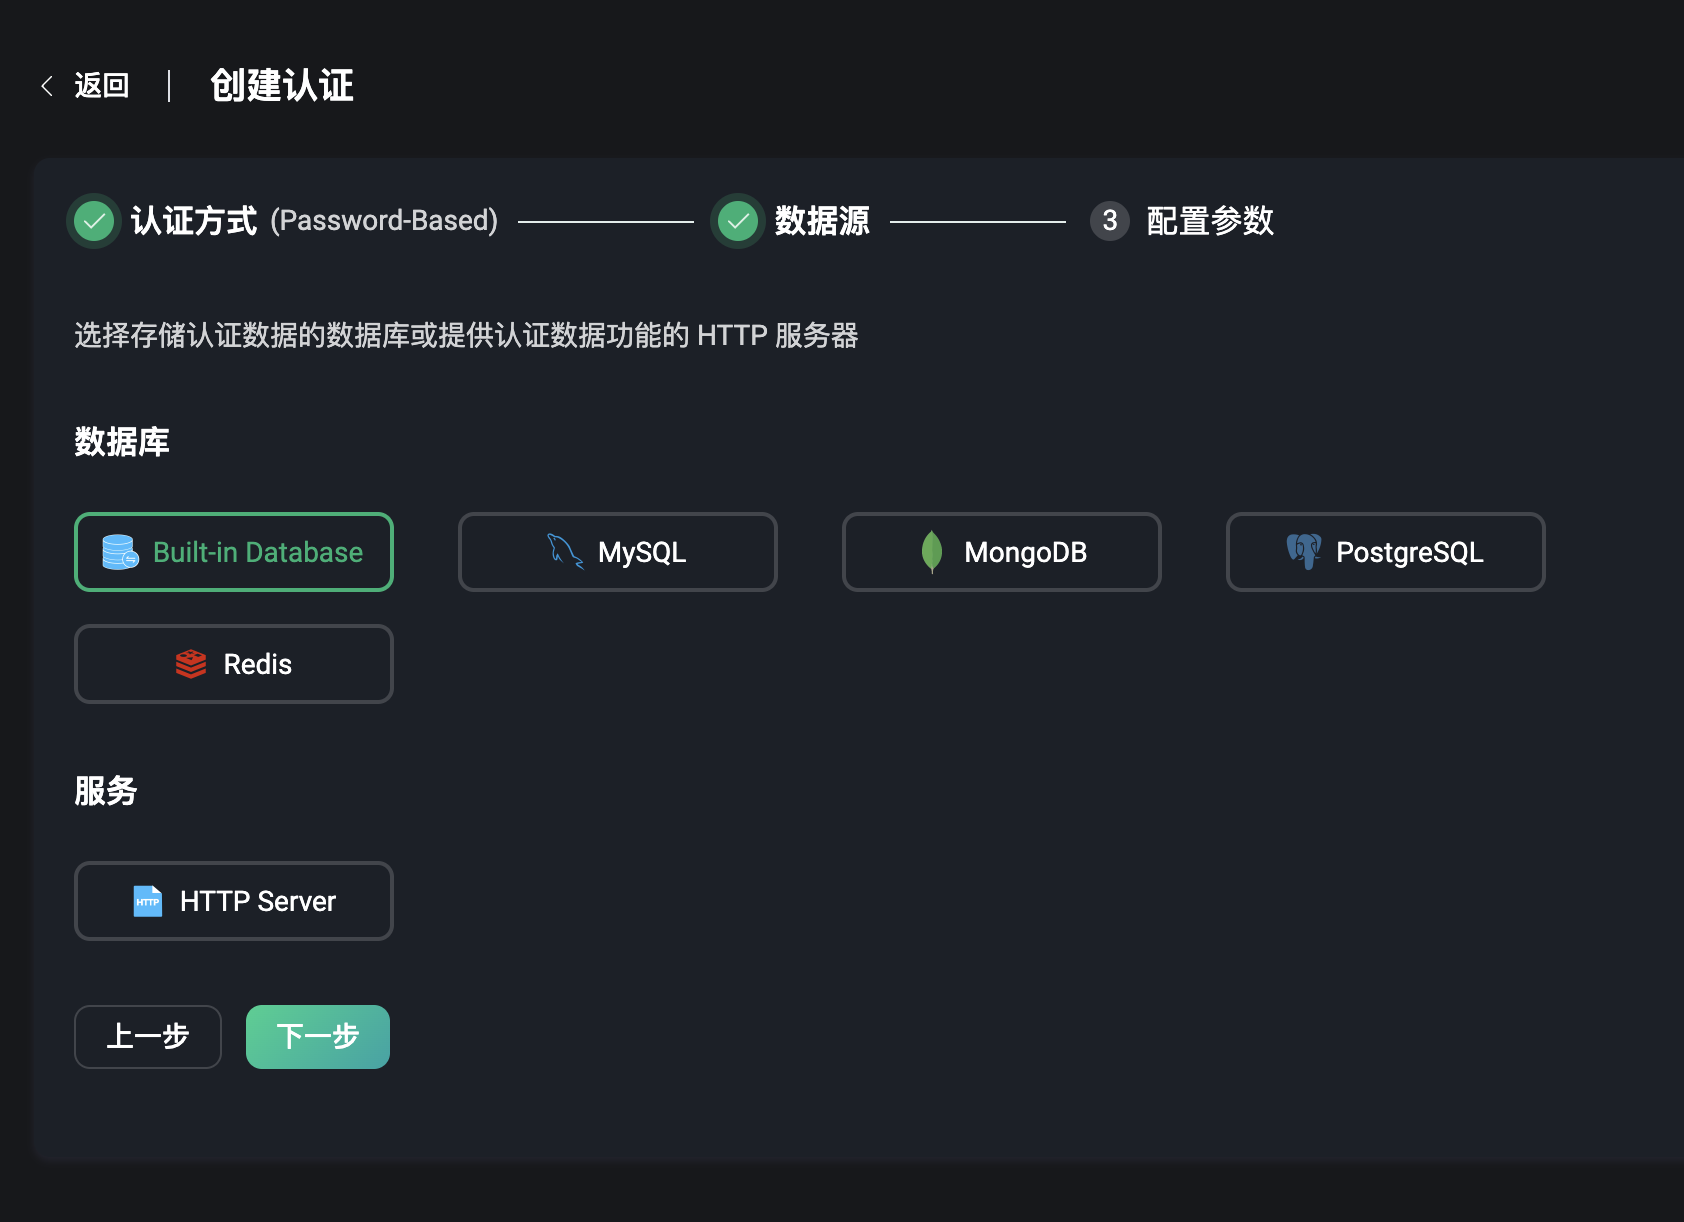 返回 | 创建认证
认证方式 (Password-Based) 数据源 3 配置参数
选择存储认证数据的数据库或提供认证数据功能的 HTTP 服务器
数据库
Built-in Database MySQL MongoDB PostgreSQL
Redis
服务
HTTP HTTP Server
上一步 下一步